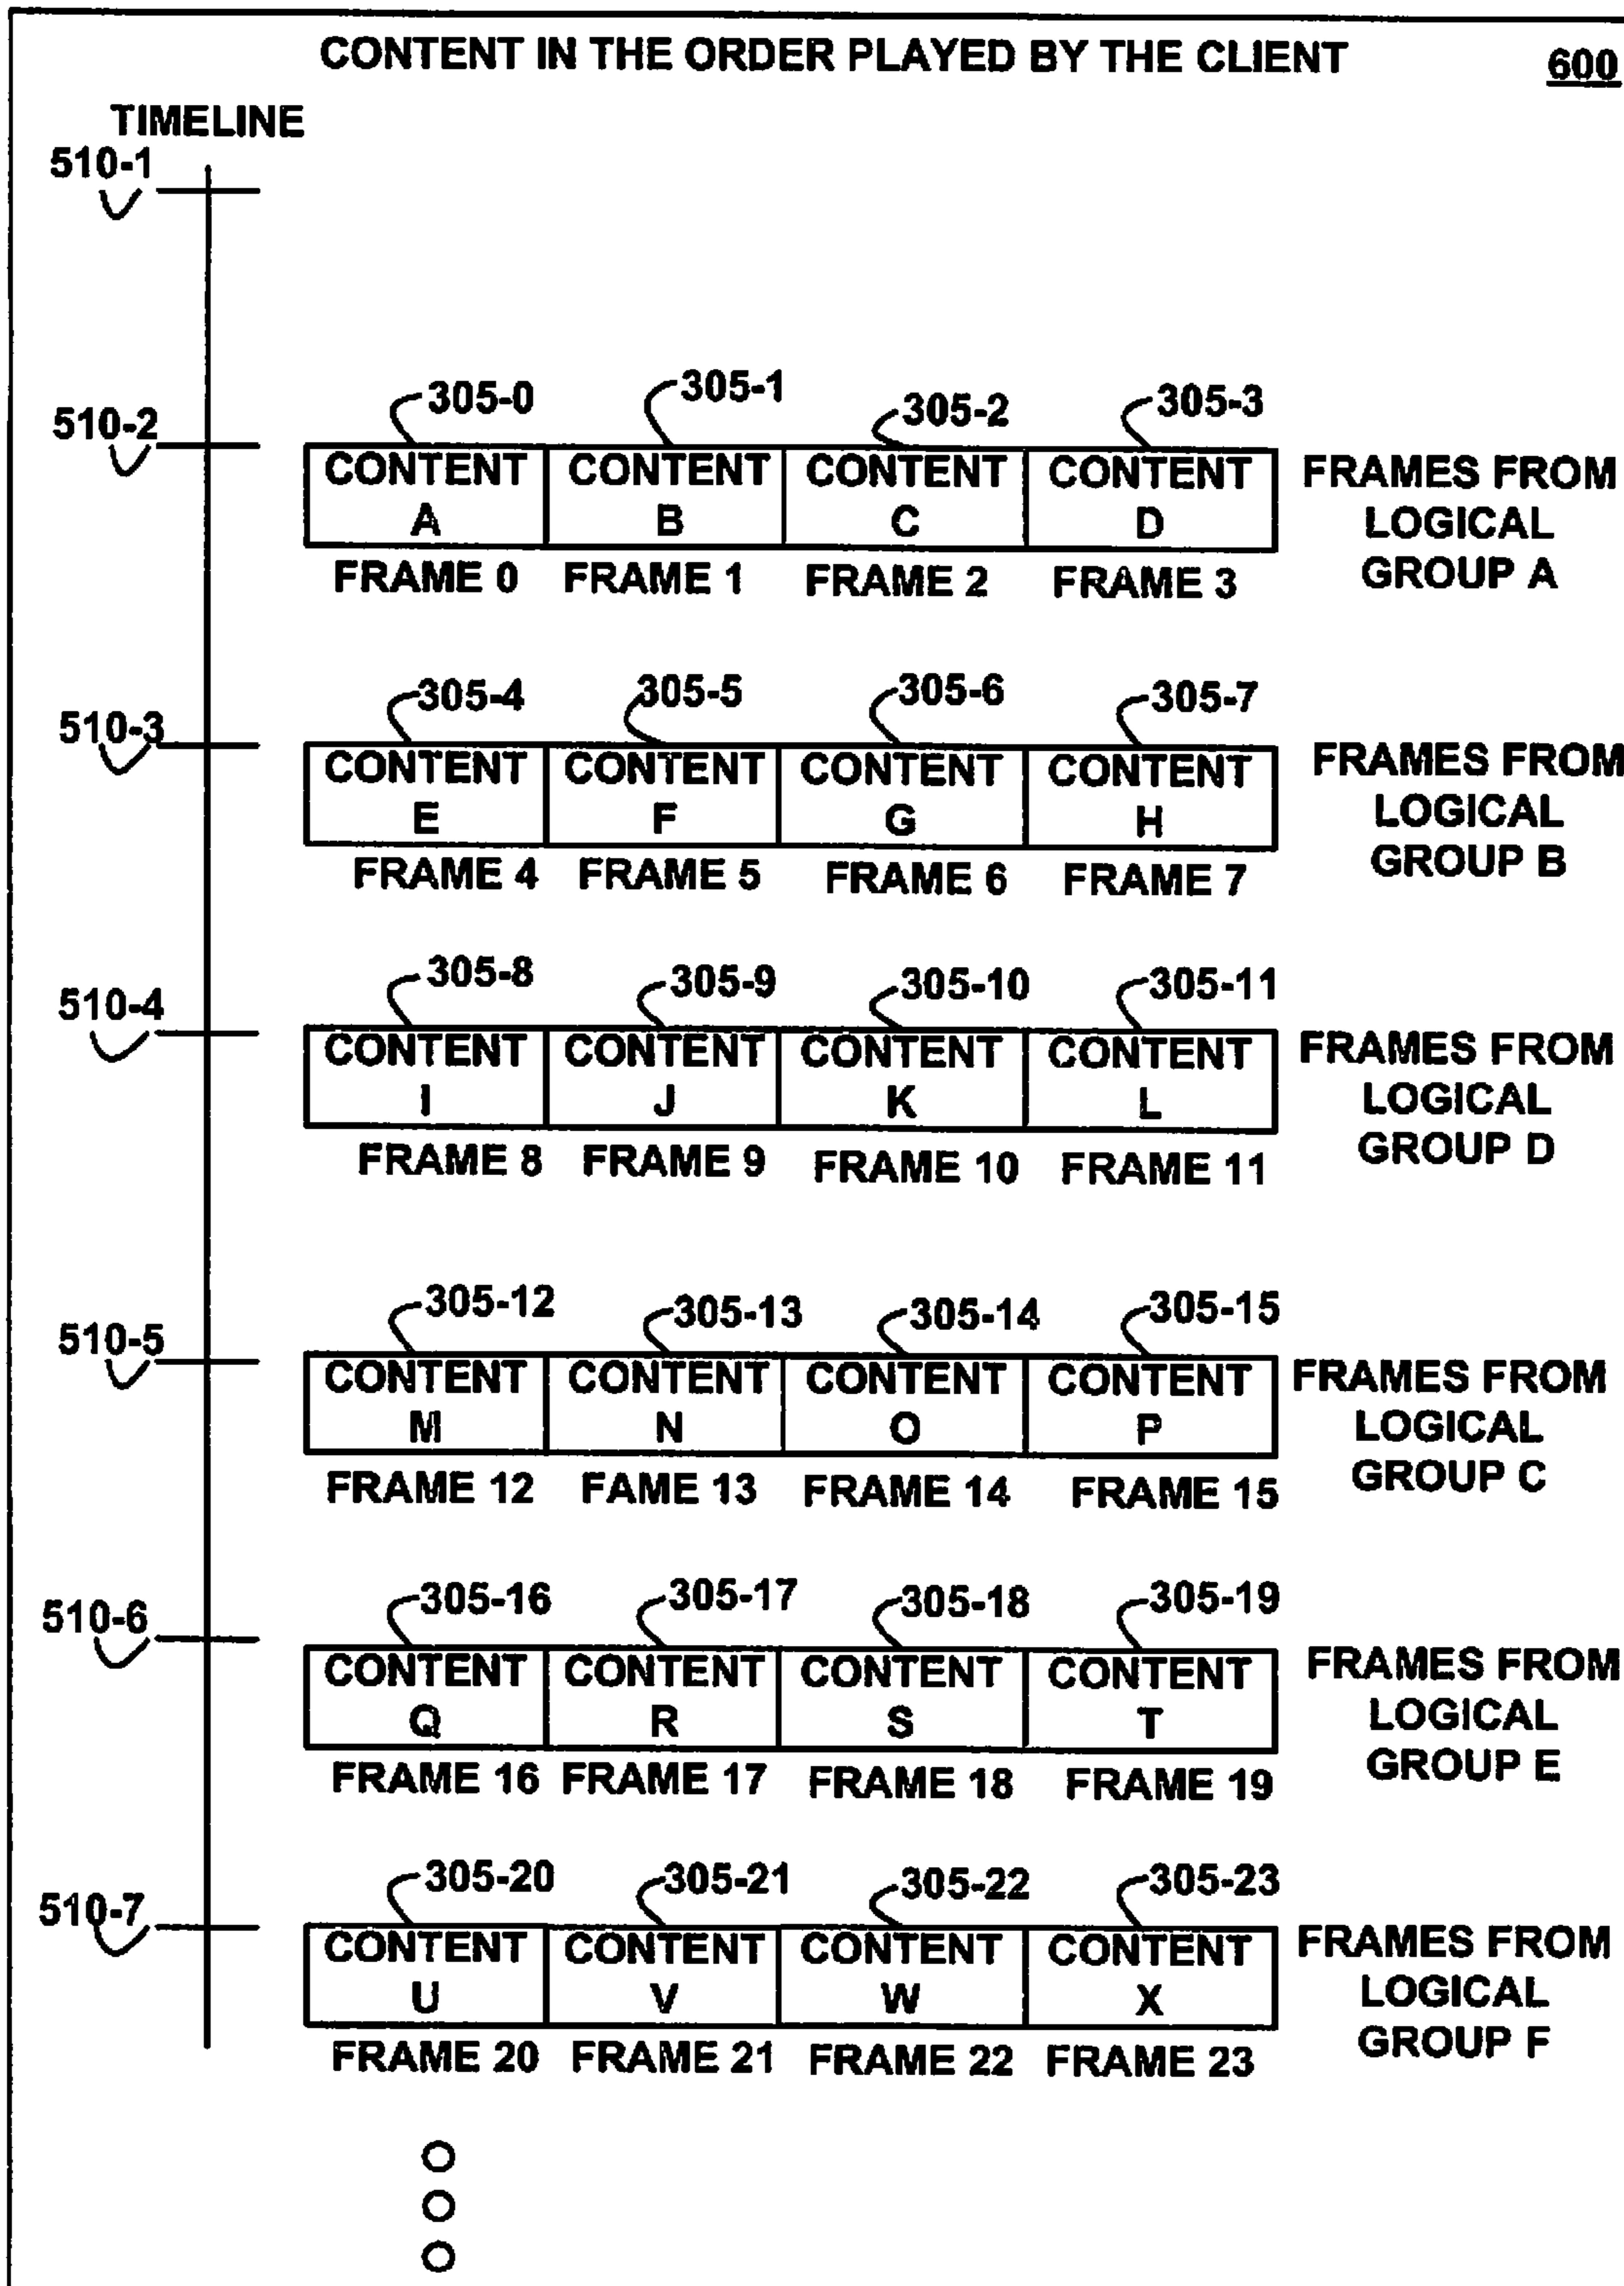 CONTENT IN THE ORDER PLAYED BY THE CLIENT 600
TIMELINE
510-1
305-0 305-1 305-2 305-3
510-2
CONTENT A CONTENT B CONTENT C CONTENT D
FRAME 0 FRAME 1 FRAME 2 FRAME 3
FRAMES FROM
LOGICAL
GROUP A
305-4 305-5 305-6 305-7
510-3
CONTENT E CONTENT F CONTENT G CONTENT H
FRAME 4 FRAME 5 FRAME 6 FRAME 7
FRAMES FROM
LOGICAL
GROUP B
305-8 305-9 305-10 305-11
510-4
CONTENT I CONTENT J CONTENT K CONTENT L
FRAME 8 FRAME 9 FRAME 10 FRAME 11
FRAMES FROM
LOGICAL
GROUP D
305-12 305-13 305-14 305-15
510-5
CONTENT M CONTENT N CONTENT O CONTENT P
FRAME 12 FAME 13 FRAME 14 FRAME 15
FRAMES FROM
LOGICAL
GROUP C
305-16 305-17 305-18 305-19
510-6
CONTENT Q CONTENT R CONTENT S CONTENT T
FRAME 16 FRAME 17 FRAME 18 FRAME 19
FRAMES FROM
LOGICAL
GROUP E
305-20 305-21 305-22 305-23
510-7
CONTENT U CONTENT V CONTENT W CONTENT X
FRAME 20 FRAME 21 FRAME 22 FRAME 23
FRAMES FROM
LOGICAL
GROUP F